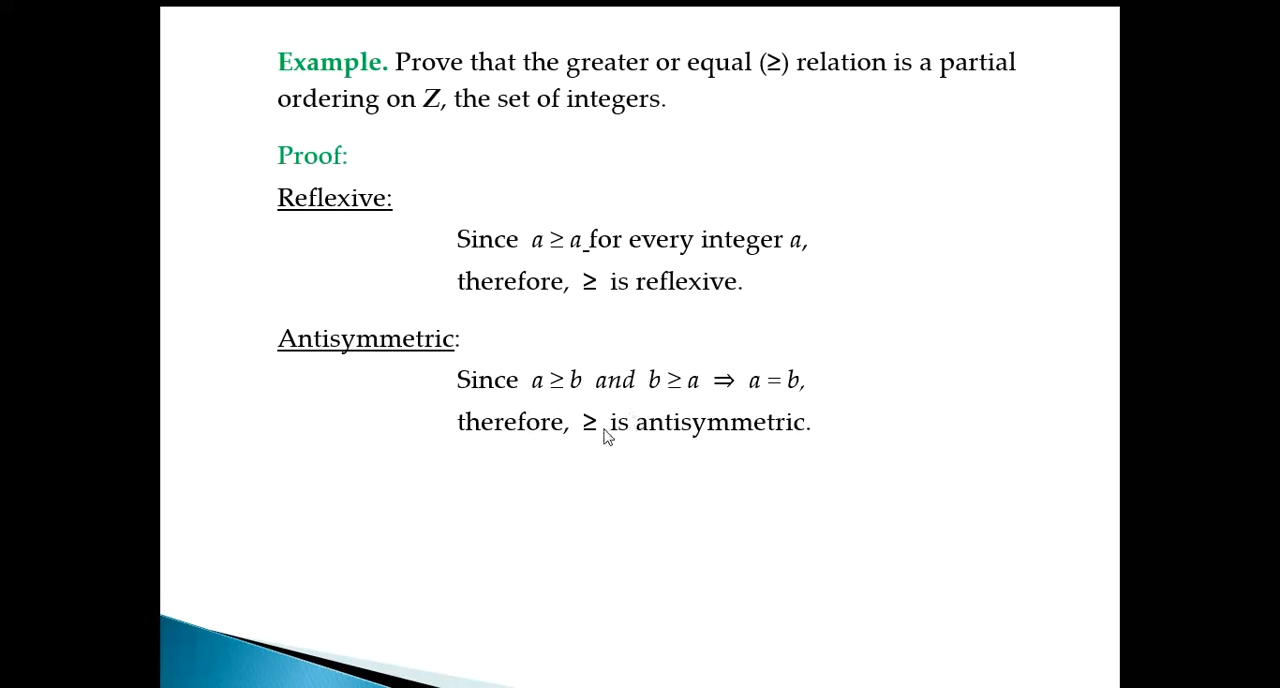 Example. Prove that the greater or equal (≥) relation is a partial
ordering on Z, the set of integers.
Proof:
Reflexive:
Since a ≥ a for every integer a,
therefore, ≥ is reflexive.
Antisymmetric:
Since a ≥ b and b ≥ a ⇒ a = b,
therefore, ≥ is antisymmetric.